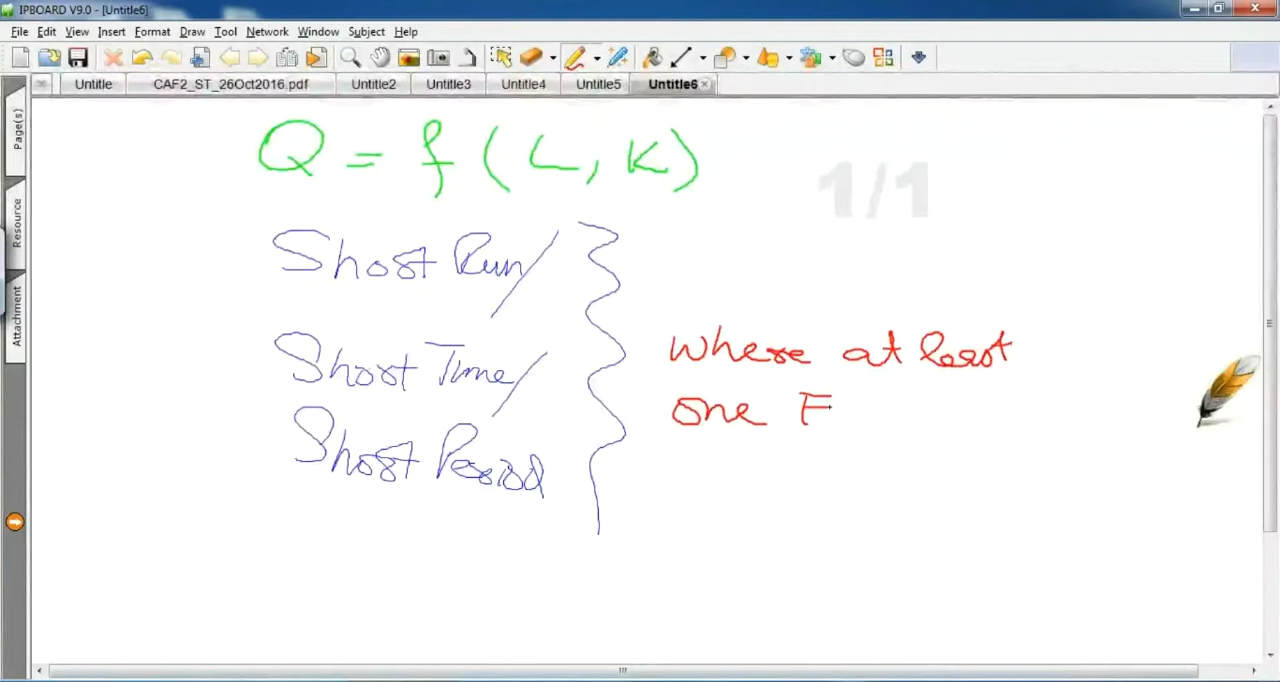 IPBOARD V9.0 - [Untitled6]
File Edit View Insert Format Draw Tool Network Window Subject Help
Untitle CAF2_ST_26Oct2016.pdf Untitle2 Untitle3 Untitle4 Untitle5 Untitle6
Page(s)
Resource
Attachment
1/1
Q = f (L, K)
Short Run/
Short Time/
Short Period
where at least
one F